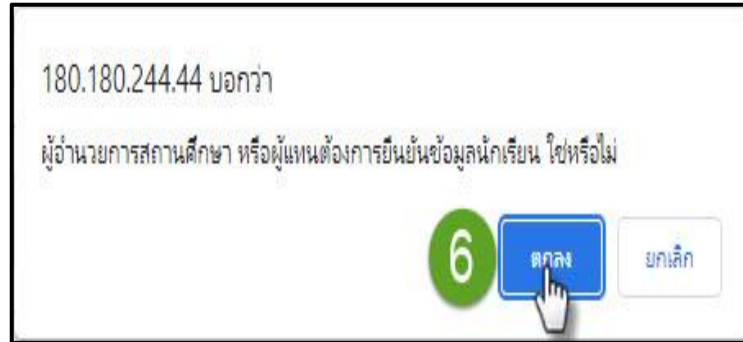 180.180.244.44 บอกว่า
ผู้อำนวยการสถานศึกษา หรือผู้แทนต้องการยืนยันข้อมูลนักเรียน ใช่หรือไม่
6 ตกลง ยกเลิก